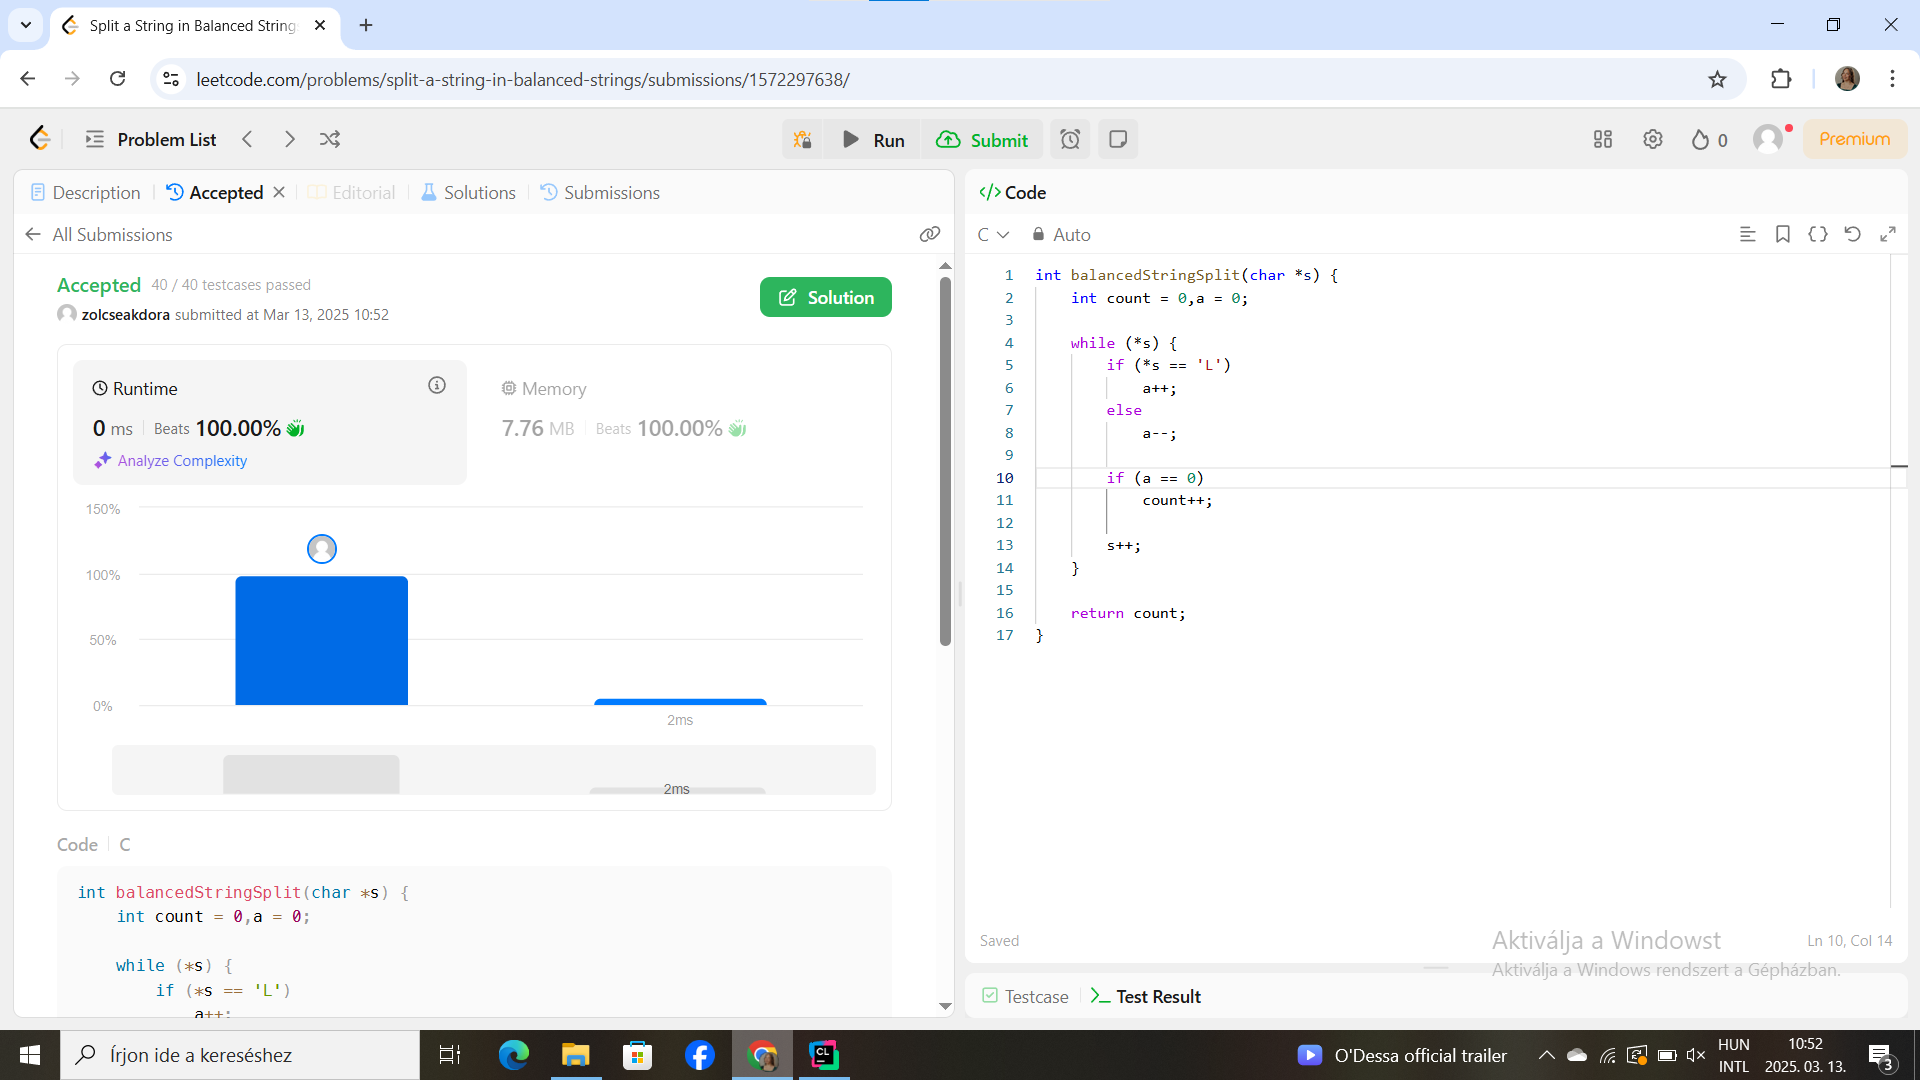 Split a String in Balanced String
leetcode.com/problems/split-a-string-in-balanced-strings/submissions/1572297638/
Problem List
Run
Submit
0
Premium
Description
Accepted
Editorial
Solutions
Submissions
All Submissions
Accepted 40 / 40 testcases passed
zolcseakdora submitted at Mar 13, 2025 10:52
Solution
Runtime
0 ms Beats 100.00%
Analyze Complexity
Memory
7.76 MB Beats 100.00%
150%
100%
50%
0%
2ms
2ms
Code C
int balancedStringSplit(char *s) {
int count = 0,a = 0;
while (*s) {
if (*s == 'L')
a++;
</> Code
C Auto
1 int balancedStringSplit(char *s) {
2 int count = 0,a = 0;
3
4 while (*s) {
5 if (*s == 'L')
6 a++;
7 else
8 a--;
9
10 if (a == 0)
11 count++;
12
13 s++;
14 }
15
16 return count;
17 }
Saved
Ln 10, Col 14
Aktiválja a Windowst
Aktiválja a Windows rendszert a Gépházban.
Testcase
Test Result
Írjon ide a kereséshez
CL
O'Dessa official trailer
HUN
INTL
10:52
2025. 03. 13.
3